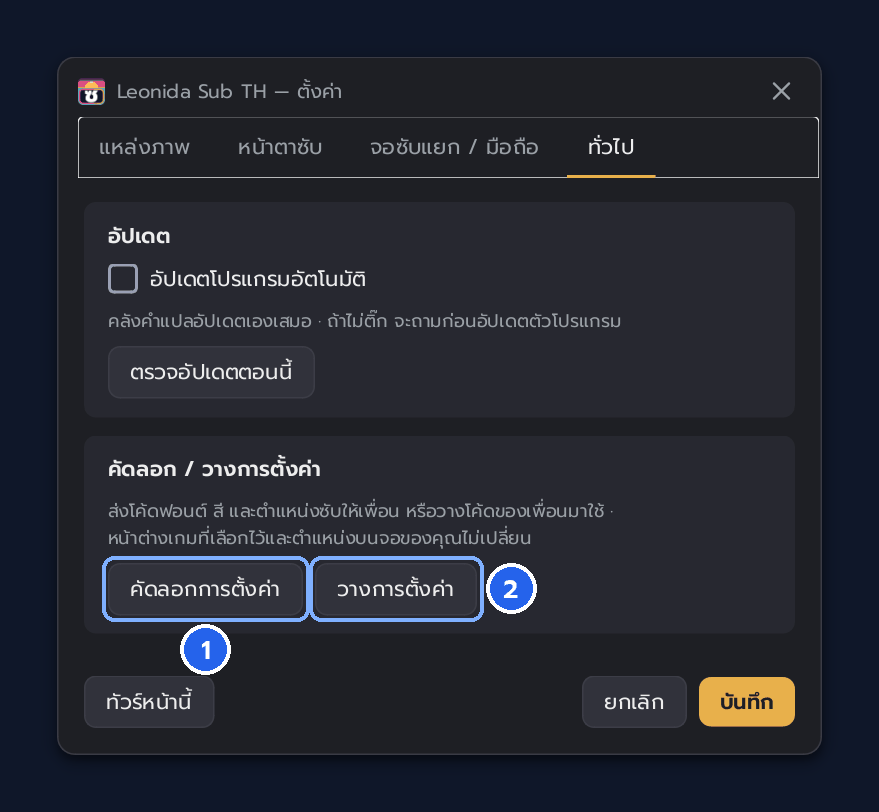 ซ Leonida Sub TH — ตั้งค่า
แหล่งภาพ หน้าตาซับ จอซับแยก / มือถือ ทั่วไป
อัปเดต
อัปเดตโปรแกรมอัตโนมัติ
คลังคำแปลอัปเดตเองเสมอ · ถ้าไม่ติ๊ก จะถามก่อนอัปเดตตัวโปรแกรม
ตรวจอัปเดตตอนนี้
คัดลอก / วางการตั้งค่า
ส่งโค้ดฟอนต์ สี และตำแหน่งซับให้เพื่อน หรือวางโค้ดของเพื่อนมาใช้ ·
หน้าต่างเกมที่เลือกไว้และตำแหน่งบนจอของคุณไม่เปลี่ยน
คัดลอกการตั้งค่า วางการตั้งค่า 2
1
ทัวร์หน้านี้ ยกเลิก บันทึก